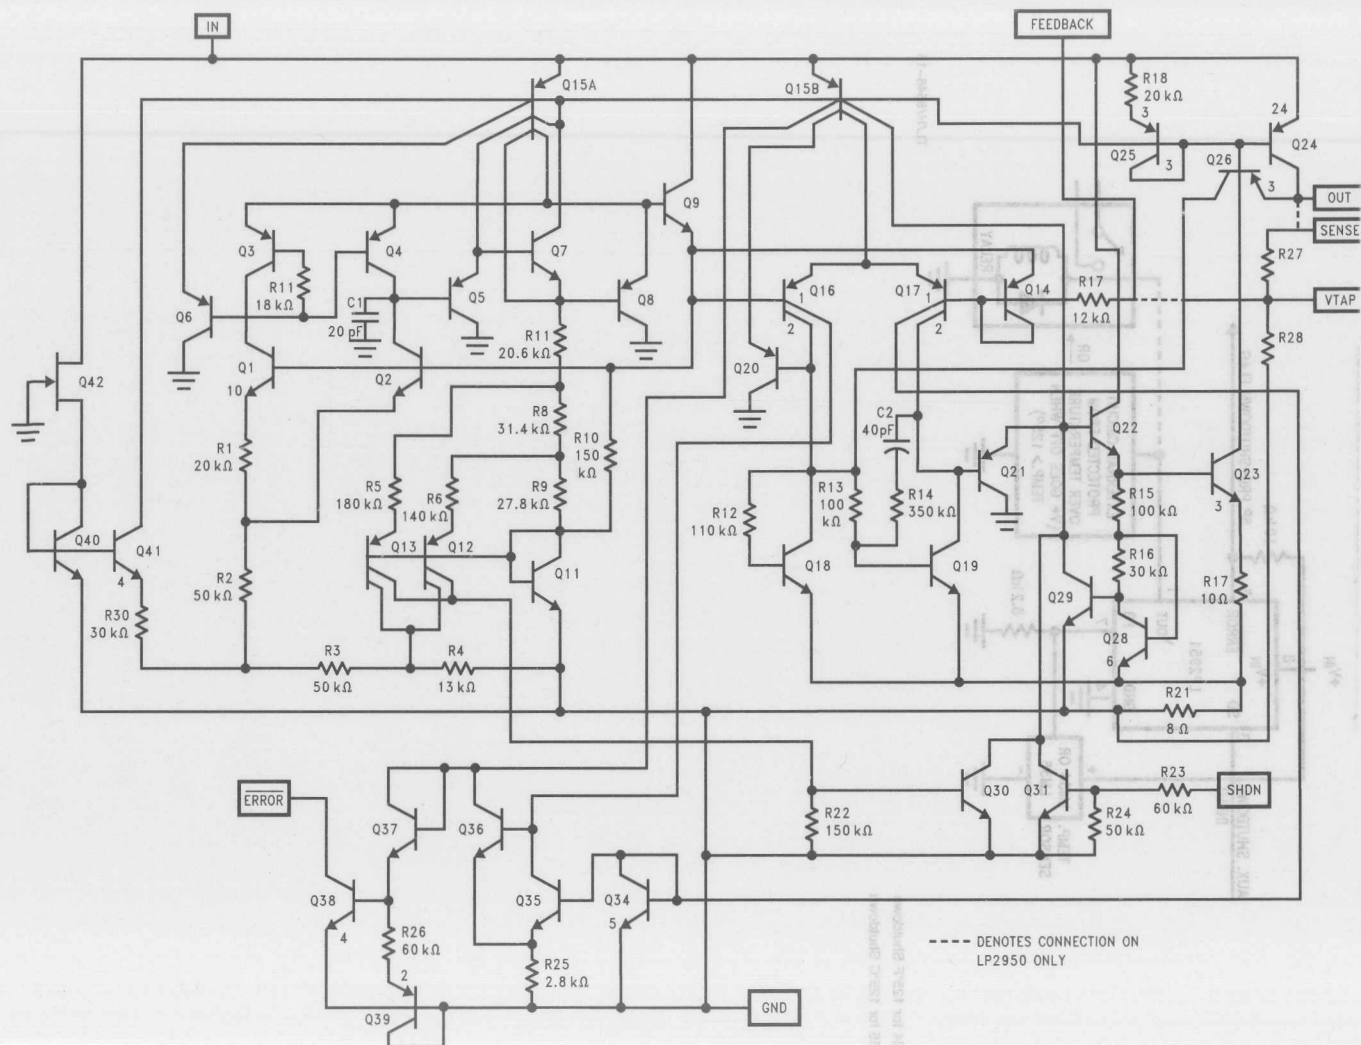 IN
FEEDBACK
Q15A
Q15B
R18
20 kΩ
3
24
Q25
3
Q24
Q26
3
OUT
SENSE
Q9
Q3
Q4
Q7
R11
18 kΩ
C1
20 pF
Q5
Q8
Q6
Q16
1
2
Q17
1
2
Q14
R17
12 kΩ
R27
VTAP
R28
R11
20.6 kΩ
Q1
10
Q2
Q42
Q20
R8
31.4 kΩ
R10
150
kΩ
C2
40pF
Q22
R1
20 kΩ
R5
180 kΩ
R6
140 kΩ
R9
27.8 kΩ
Q21
Q23
3
R12
110 kΩ
R13
100
kΩ
R14
350 kΩ
R15
100 kΩ
Q40
Q41
4
Q13
Q12
Q11
Q18
Q19
R16
30 kΩ
R2
50 kΩ
R30
30 kΩ
Q29
Q28
6
R17
10 Ω
R3
50 kΩ
R4
13 kΩ
R21
8 Ω
ERROR
Q37
Q36
R22
150 kΩ
Q30
Q31
R24
50 kΩ
R23
60 kΩ
SHDN
Q38
4
Q35
Q34
5
R26
60 kΩ
2
Q39
R25
2.8 kΩ
GND
DENOTES CONNECTION ON
LP2950 ONLY